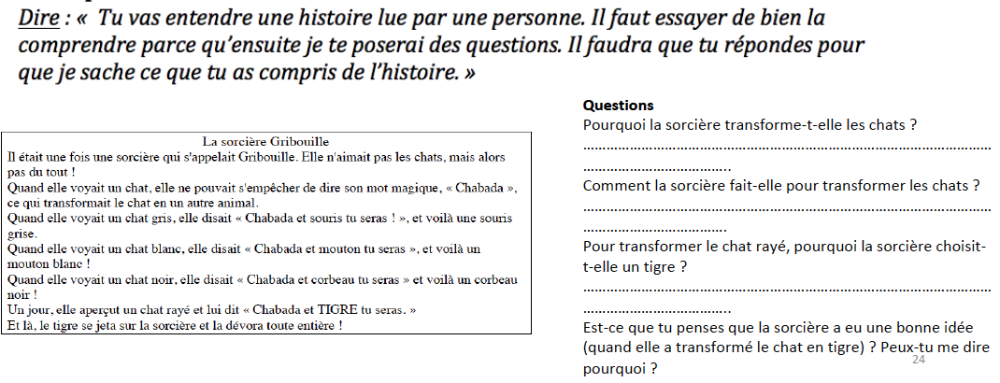 Dire : « Tu vas entendre une histoire lue par une personne. Il faut essayer de bien la
comprendre parce qu'ensuite je te poserai des questions. Il faudra que tu répondes pour
que je sache ce que tu as compris de l'histoire. »
La sorcière Gribouille
Il était une fois une sorcière qui s'appelait Gribouille. Elle n'aimait pas les chats, mais alors
pas du tout !
Quand elle voyait un chat, elle ne pouvait s'empêcher de dire son mot magique, « Chabada »,
ce qui transformait le chat en un autre animal.
Quand elle voyait un chat gris, elle disait « Chabada et souris tu seras ! », et voilà une souris
grise.
Quand elle voyait un chat blanc, elle disait « Chabada et mouton tu seras », et voilà un
mouton blanc !
Quand elle voyait un chat noir, elle disait « Chabada et corbeau tu seras » et voilà un corbeau
noir !
Un jour, elle aperçut un chat rayé et lui dit « Chabada et TIGRE tu seras. »
Et là, le tigre se jeta sur la sorcière et la dévora toute entière !
Questions
Pourquoi la sorcière transforme-t-elle les chats ?
……………………………………………………………………………………………
………………………………..
Comment la sorcière fait-elle pour transformer les chats ?
……………………………………………………………………………………………
……………………………….
Pour transformer le chat rayé, pourquoi la sorcière choisit-
t-elle un tigre ?
……………………………………………………………………………………………
………………………………..
Est-ce que tu penses que la sorcière a eu une bonne idée
(quand elle a transformé le chat en tigre) ? Peux-tu me dire
pourquoi ?
24